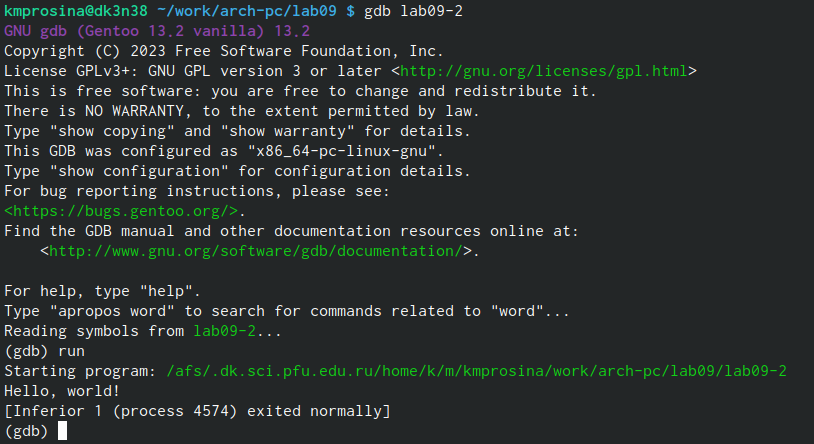 kmprosina@dk3n38 ~/work/arch-pc/lab09 $ gdb lab09-2
GNU gdb (Gentoo 13.2 vanilla) 13.2
Copyright (C) 2023 Free Software Foundation, Inc.
License GPLv3+: GNU GPL version 3 or later <http://gnu.org/licenses/gpl.html>
This is free software: you are free to change and redistribute it.
There is NO WARRANTY, to the extent permitted by law.
Type "show copying" and "show warranty" for details.
This GDB was configured as "x86_64-pc-linux-gnu".
Type "show configuration" for configuration details.
For bug reporting instructions, please see:
<https://bugs.gentoo.org/>.
Find the GDB manual and other documentation resources online at:
    <http://www.gnu.org/software/gdb/documentation/>.

For help, type "help".
Type "apropos word" to search for commands related to "word"...
Reading symbols from lab09-2...
(gdb) run
Starting program: /afs/.dk.sci.pfu.edu.ru/home/k/m/kmprosina/work/arch-pc/lab09/lab09-2
Hello, world!
[Inferior 1 (process 4574) exited normally]
(gdb)